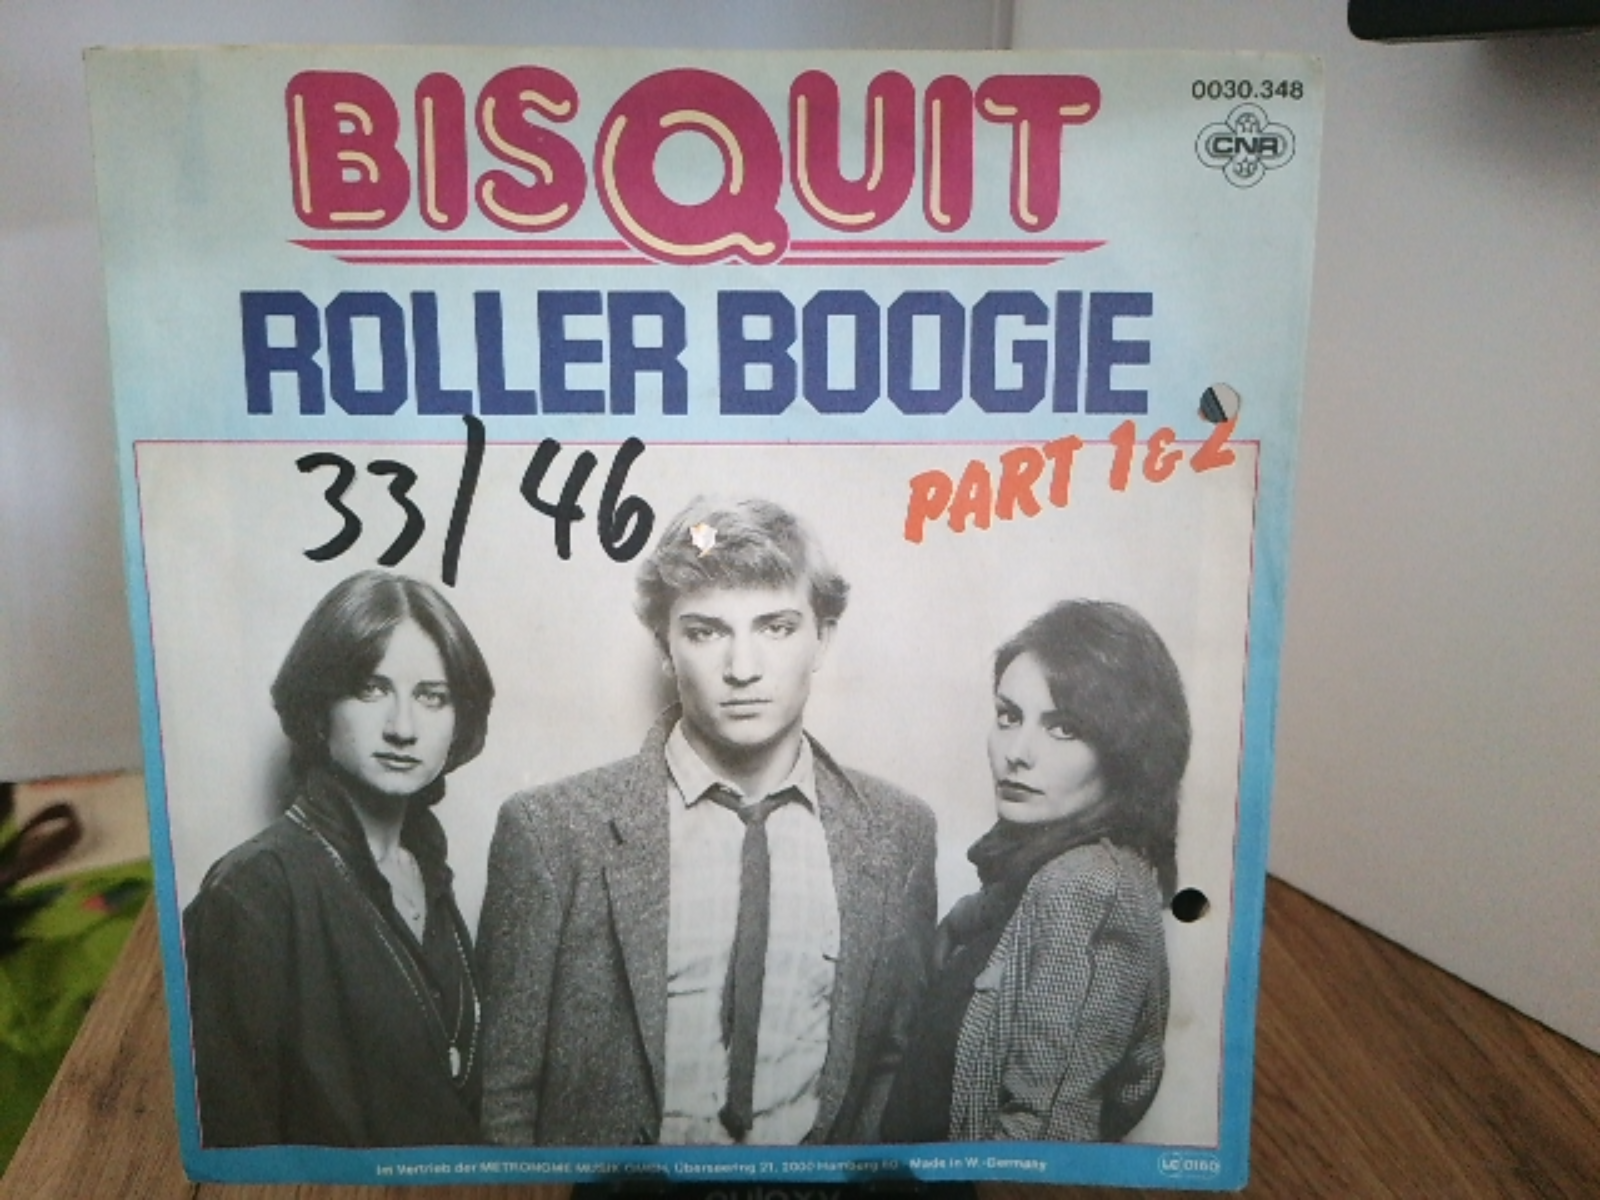 BISQUIT
0030.348
CNR
ROLLER BOOGIE
33/46
PART 1 & 2
Im Vertrieb der METRONOME MUSIK GMBH, Überseering 21, 2000 Hamburg 60 · Made in W.-Germany
LC 0160